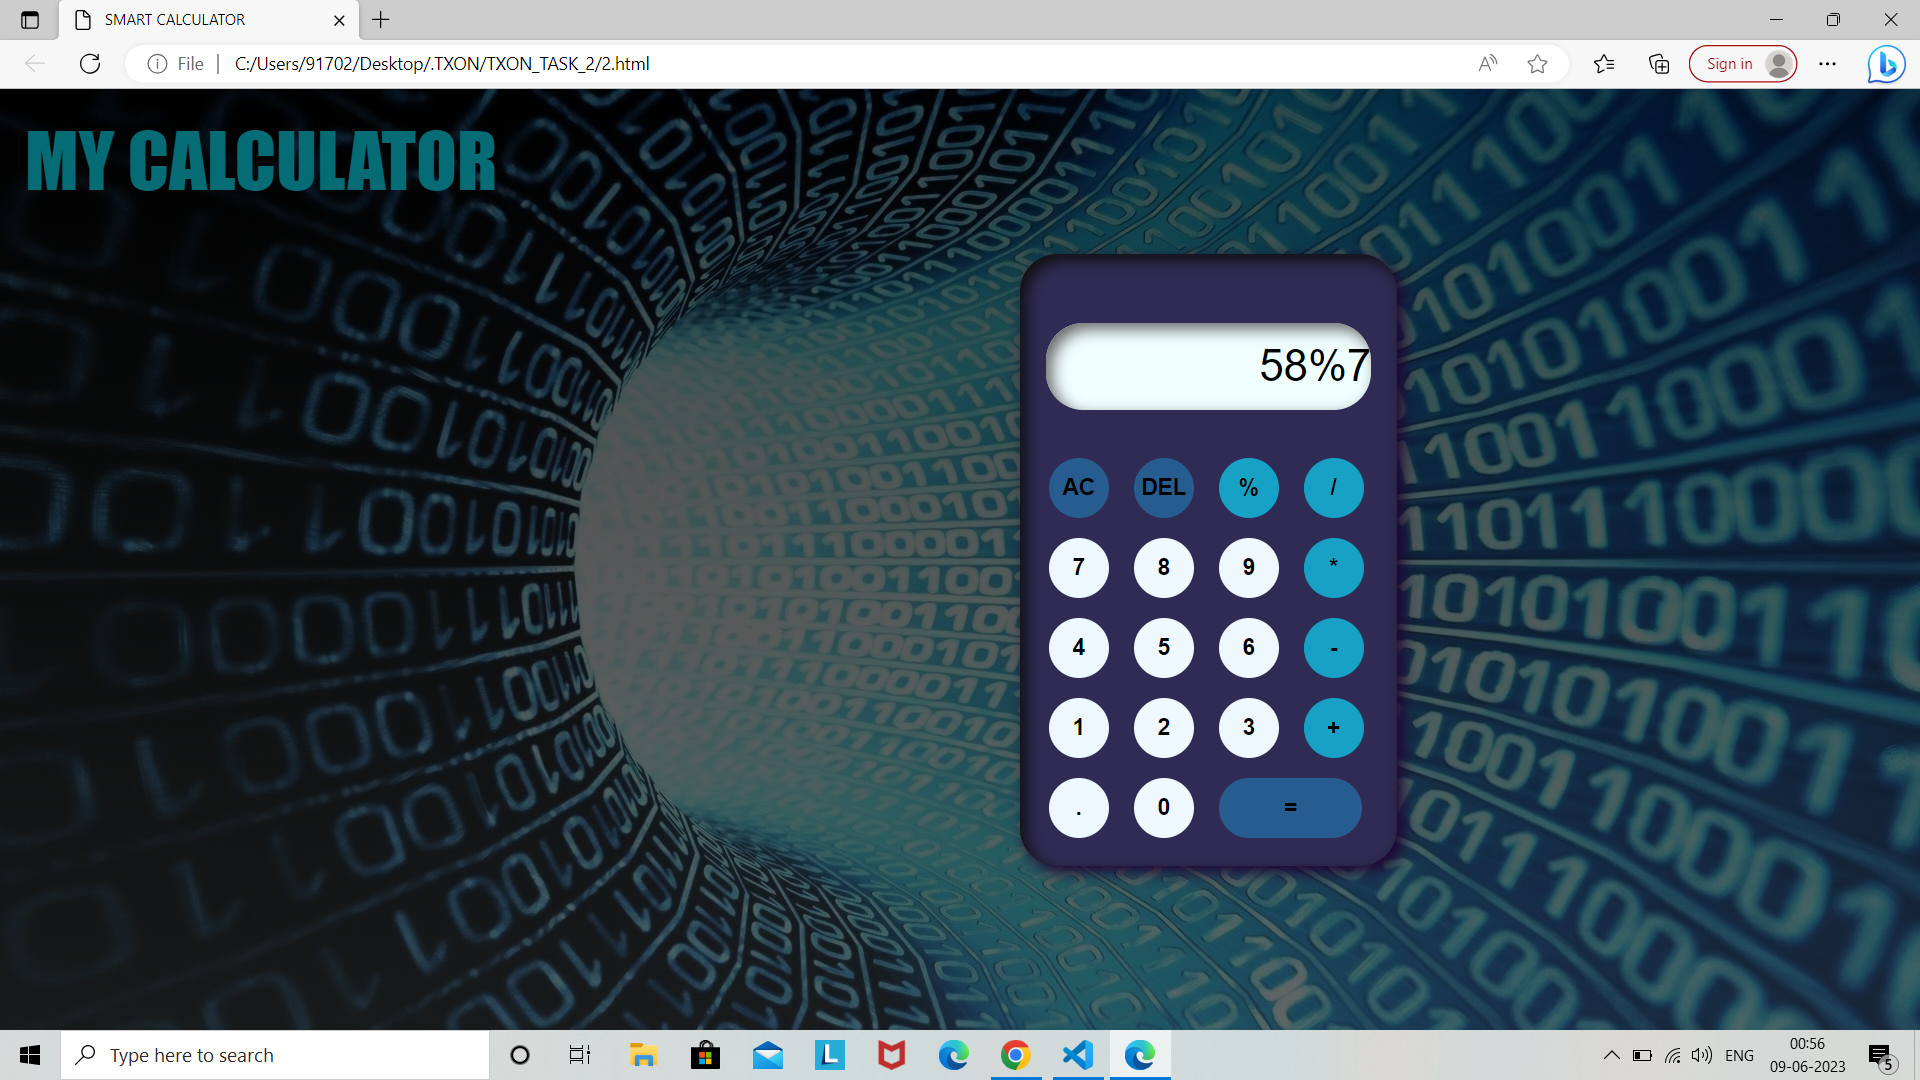 SMART CALCULATOR
File
C:/Users/91702/Desktop/.TXON/TXON_TASK_2/2.html
Sign in
MY CALCULATOR
58%7
AC DEL % /
7 8 9 *
4 5 6 -
1 2 3 +
. 0 =
Type here to search
L
ENG
00:56
09-06-2023
5